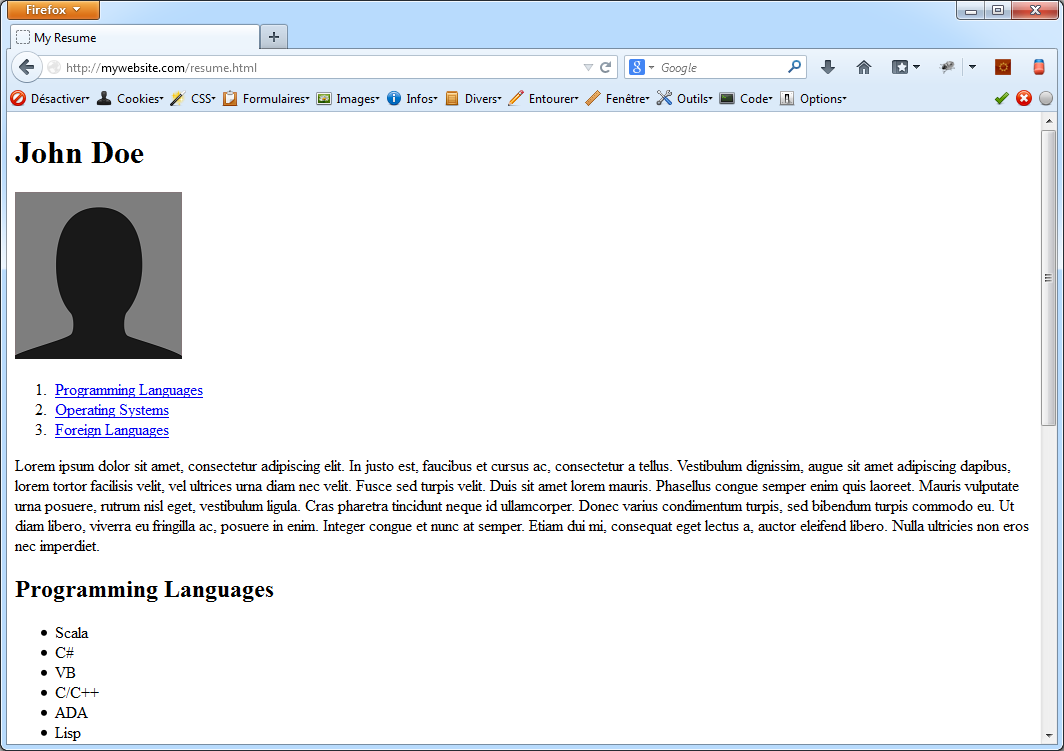 Firefox
My Resume
http://mywebsite.com/resume.html
Google
Désactiver Cookies CSS Formulaires Images Infos Divers Entourer Fenêtre Outils Code Options
John Doe
1. Programming Languages
2. Operating Systems
3. Foreign Languages
Lorem ipsum dolor sit amet, consectetur adipiscing elit. In justo est, faucibus et cursus ac, consectetur a tellus. Vestibulum dignissim, augue sit amet adipiscing dapibus,
lorem tortor facilisis velit, vel ultrices urna diam nec velit. Fusce sed turpis velit. Duis sit amet lorem mauris. Phasellus congue semper enim quis laoreet. Mauris vulputate
urna posuere, rutrum nisl eget, vestibulum ligula. Cras pharetra tincidunt neque id ullamcorper. Donec varius condimentum turpis, sed bibendum turpis commodo eu. Ut
diam libero, viverra eu fringilla ac, posuere in enim. Integer congue et nunc at semper. Etiam dui mi, consequat eget lectus a, auctor eleifend libero. Nulla ultricies non eros
nec imperdiet.
Programming Languages
• Scala
• C#
• VB
• C/C++
• ADA
• Lisp